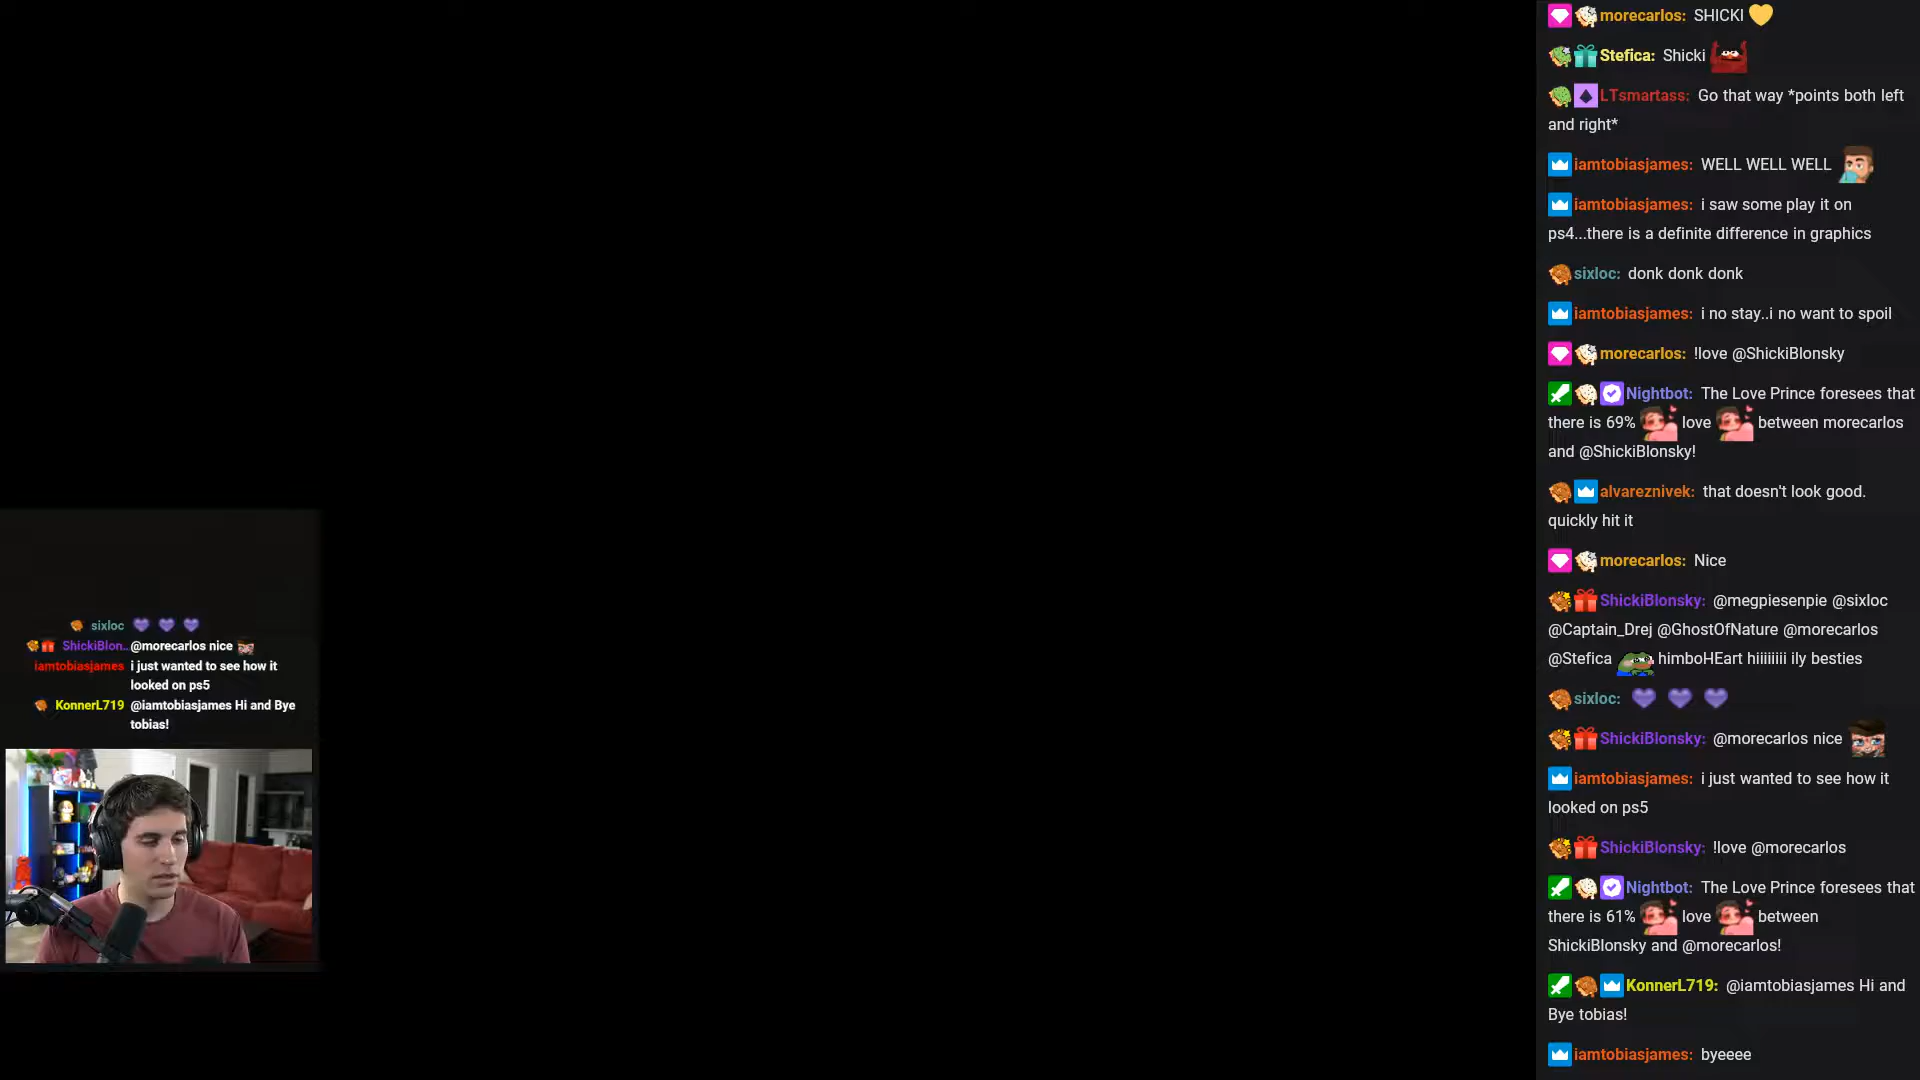 morecarlos: SHICKI
Stefica: Shicki
LTsmartass: Go that way *points both left
and right*
iamtobiasjames: WELL WELL WELL
iamtobiasjames: i saw some play it on
ps4...there is a definite difference in graphics
sixloc: donk donk donk
iamtobiasjames: i no stay..i no want to spoil
morecarlos: !love @ShickiBlonsky
Nightbot: The Love Prince foresees that
there is 69% love between morecarlos
and @ShickiBlonsky!
alvareznivek: that doesn't look good.
quickly hit it
morecarlos: Nice
ShickiBlonsky: @megpiesenpie @sixloc
@Captain_Drej @GhostOfNature @morecarlos
@Stefica himboHEart hiiiiiiii ily besties
sixloc:
ShickiBlonsky: @morecarlos nice
iamtobiasjames: i just wanted to see how it
looked on ps5
ShickiBlonsky: !love @morecarlos
Nightbot: The Love Prince foresees that
there is 61% love between
ShickiBlonsky and @morecarlos!
KonnerL719: @iamtobiasjames Hi and
Bye tobias!
iamtobiasjames: byeeee
sixloc
ShickiBlon... @morecarlos nice
iamtobiasjames i just wanted to see how it
looked on ps5
KonnerL719 @iamtobiasjames Hi and Bye
tobias!